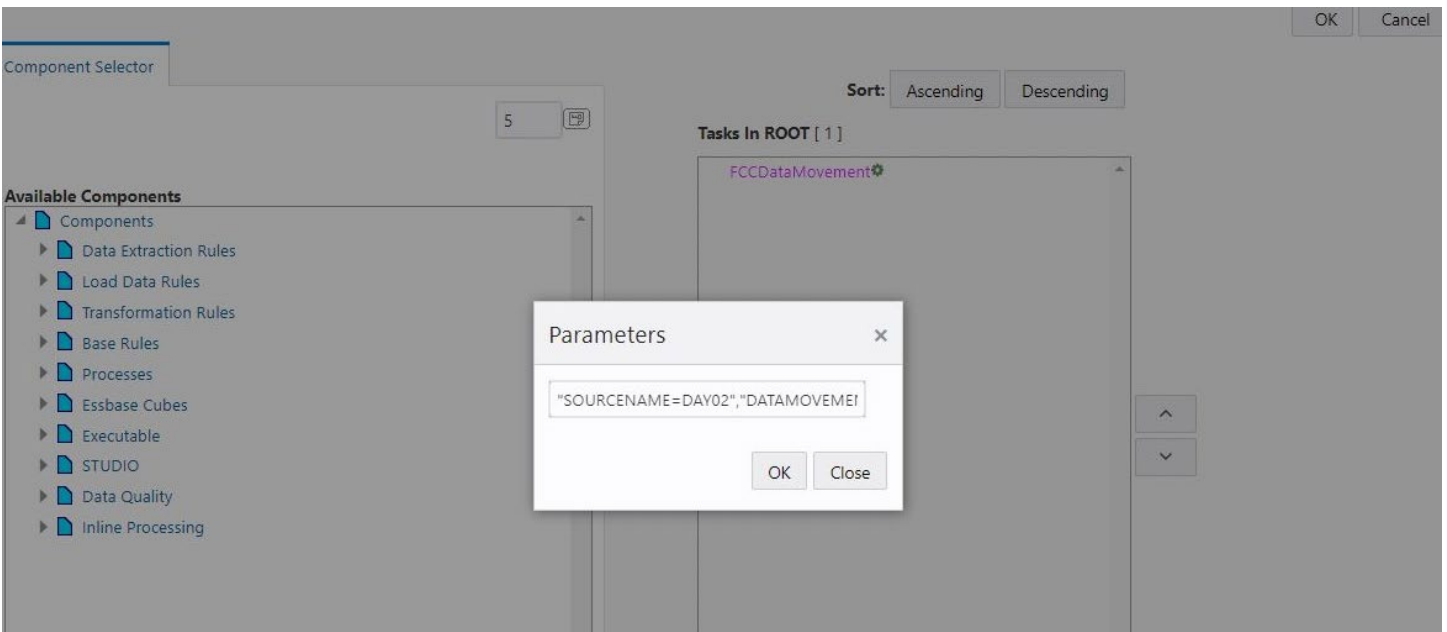 OK Cancel
Component Selector
Sort: Ascending Descending
5
Tasks In ROOT [ 1 ]
FCCDataMovement
Available Components
Components
Data Extraction Rules
Load Data Rules
Transformation Rules
Base Rules
Processes
Essbase Cubes
Executable
STUDIO
Data Quality
Inline Processing
Parameters
"SOURCENAME=DAY02","DATAMOVEMEN
OK Close